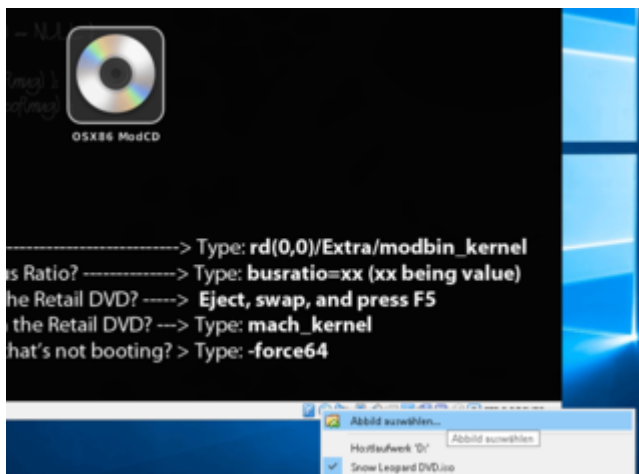 OSX86 ModCD
--------------------------> Type: rd(0,0)/Extra/modbin_kernel
us Ratio? --------------> Type: busratio=xx (xx being value)
he Retail DVD? -----> Eject, swap, and press F5
the Retail DVD? ---> Type: mach_kernel
hat's not booting? > Type: -force64
Abbild auswählen...
Abbild auswählen
Hostlaufwerk 'D:'
Snow Leopard DVD.iso